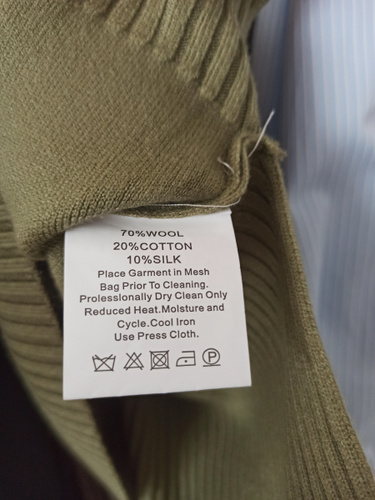 70%WOOL
20%COTTON
10%SILK
Place Garment in Mesh
Bag Prior To Cleaning.
Prolessionally Dry Clean Only
Reduced Heat.Molsture and
Cycle.Cool Iron
Use Press Cloth.
P